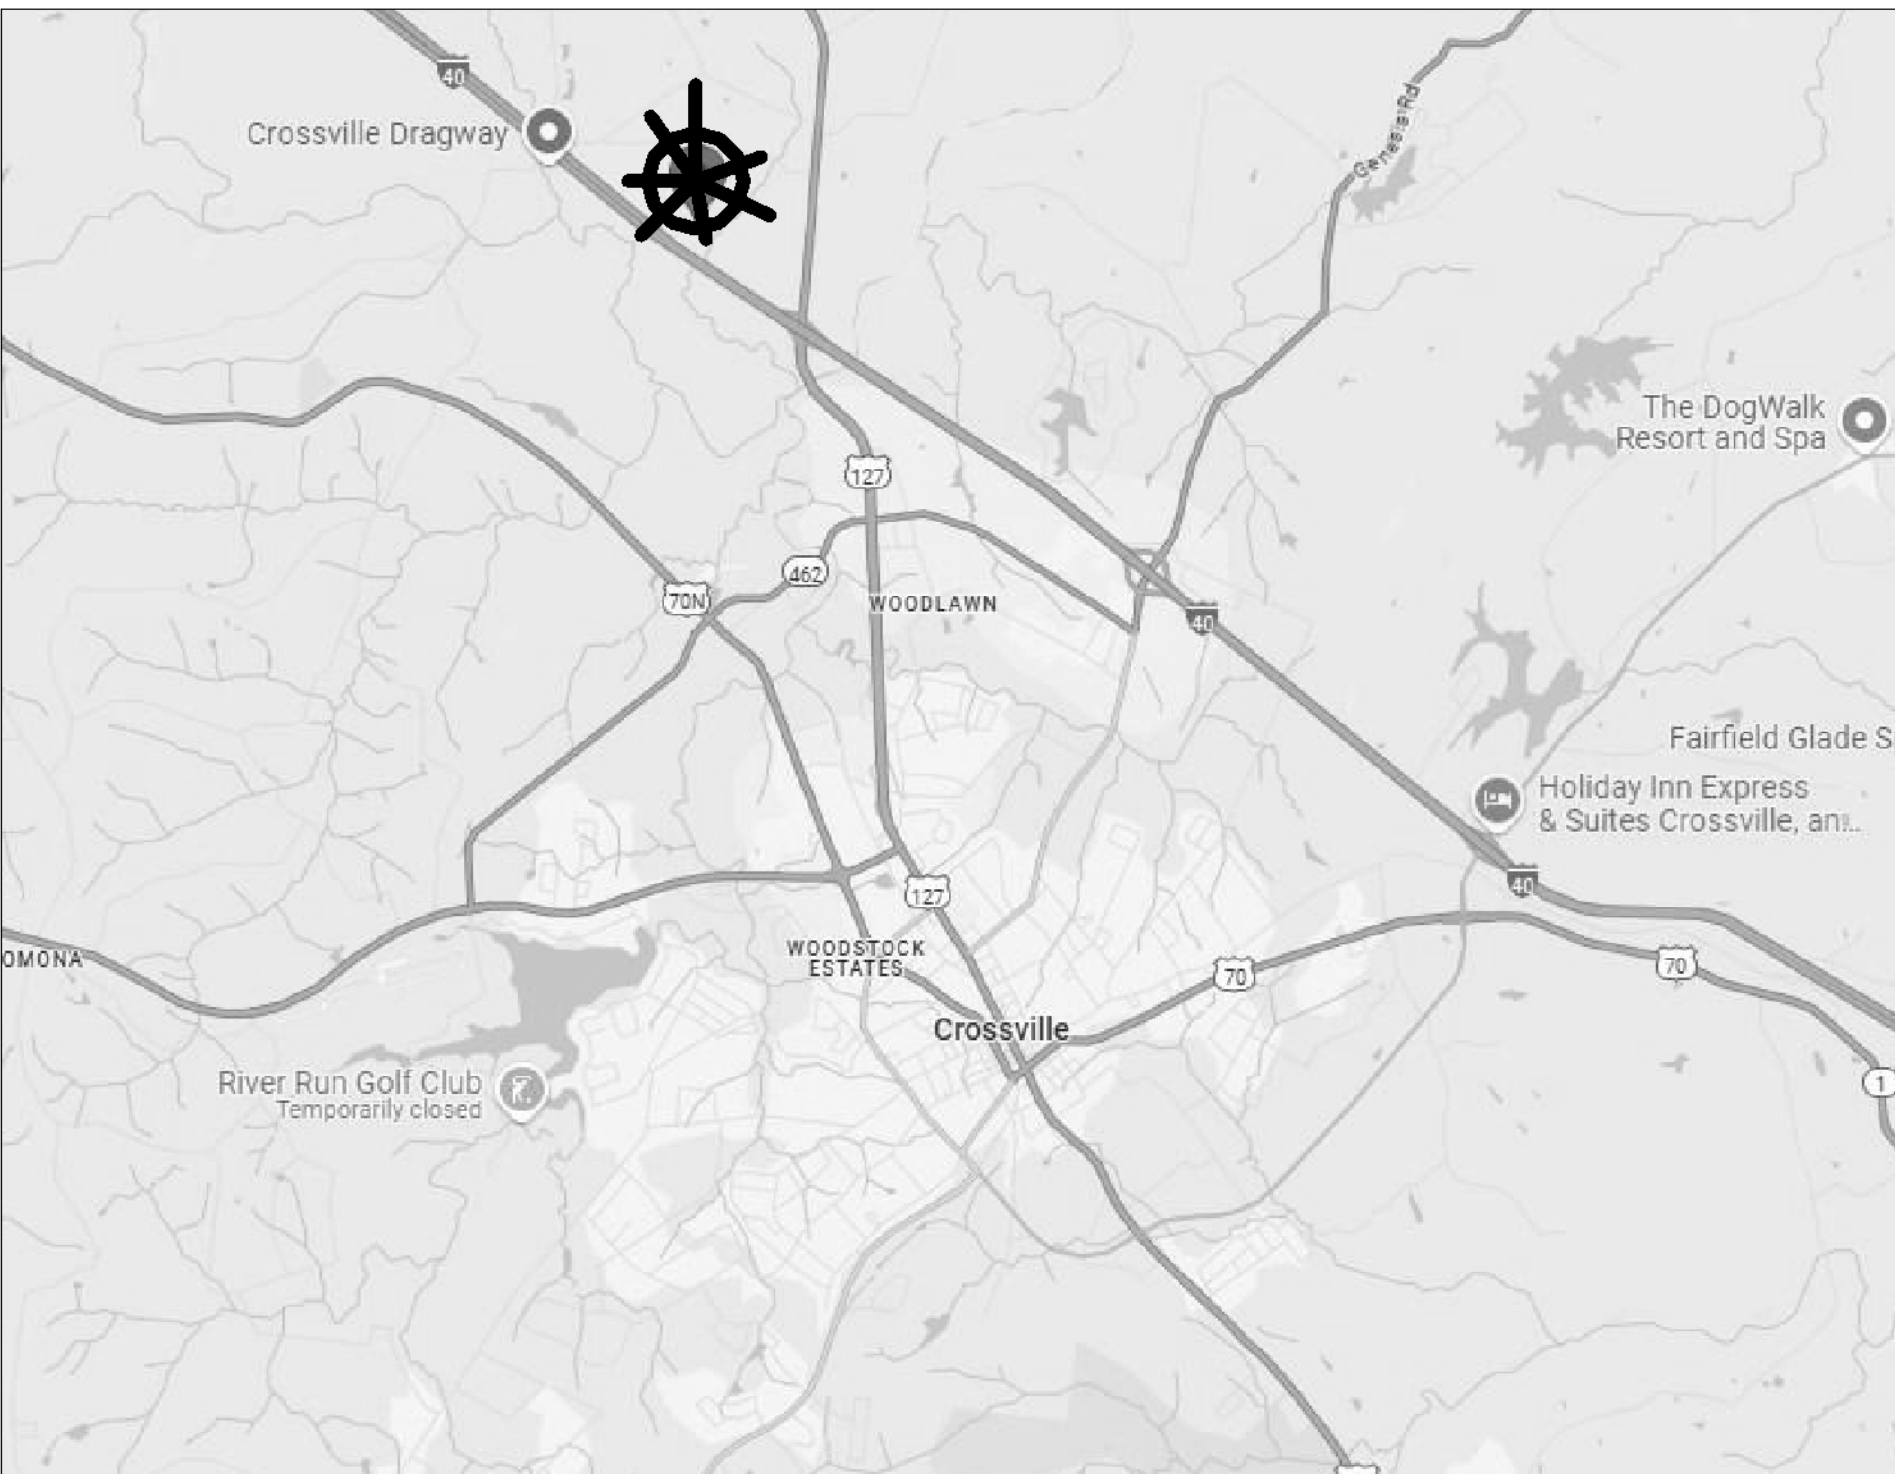 40
Crossville Dragway
Genesis Rd
The DogWalk
Resort and Spa
127
462
70N
WOODLAWN
40
Fairfield Glade S
Holiday Inn Express
& Suites Crossville, an...
40
127
WOODSTOCK
ESTATES
OMONA
70
70
Crossville
River Run Golf Club
Temporarily closed
1